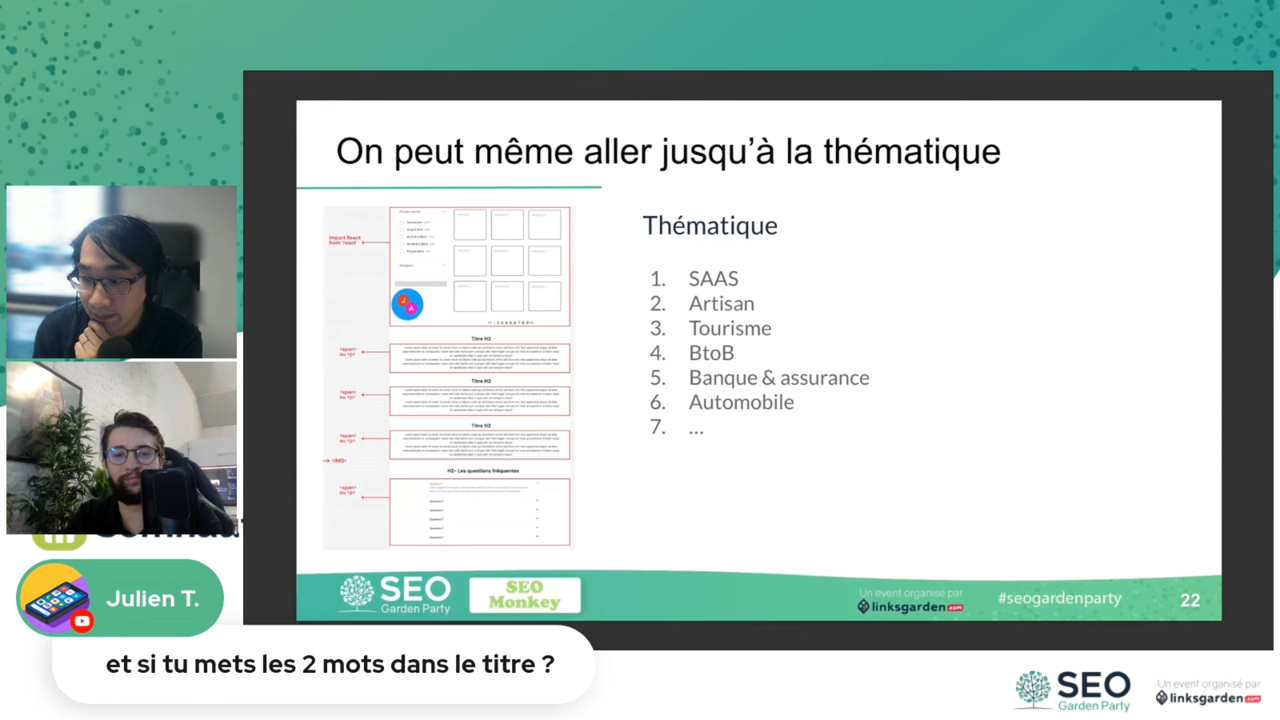 On peut même aller jusqu’à la thématique
Import React
from 'react'
<span>
ou <p>
Titre H2
<span>
ou <p>
Titre H2
<span>
ou <p>
Titre H2
<IMG>
<span>
ou <p>
H2- Les questions fréquentes
Thématique
1. SAAS
2. Artisan
3. Tourisme
4. BtoB
5. Banque & assurance
6. Automobile
7. ...
SEO
Garden Party
SEO
Monkey
Un event organisé par
linksgarden.com
#seogardenparty
22
Julien T.
et si tu mets les 2 mots dans le titre ?
SEO
Garden Party
Un event organisé par
linksgarden.com